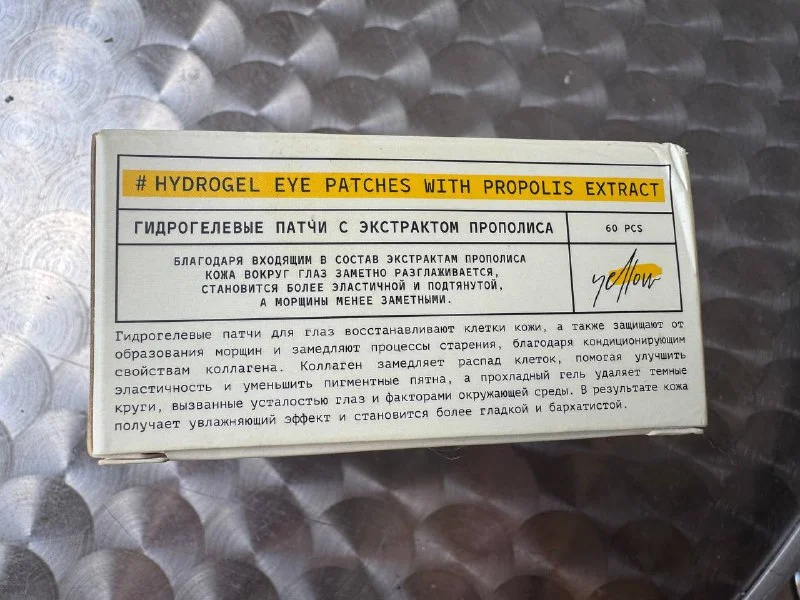 # HYDROGEL EYE PATCHES WITH PROPOLIS EXTRACT
ГИДРОГЕЛЕВЫЕ ПАТЧИ С ЭКСТРАКТОМ ПРОПОЛИСА
60 PCS
БЛАГОДАРЯ ВХОДЯЩИМ В СОСТАВ ЭКСТРАКТАМ ПРОПОЛИСА
КОЖА ВОКРУГ ГЛАЗ ЗАМЕТНО РАЗГЛАЖИВАЕТСЯ,
СТАНОВИТСЯ БОЛЕЕ ЭЛАСТИЧНОЙ И ПОДТЯНУТОЙ,
А МОРЩИНЫ МЕНЕЕ ЗАМЕТНЫМИ.
yellow
Гидрогелевые патчи для глаз восстанавливают клетки кожи, а также защищают от
образования морщин и замедляют процессы старения, благодаря кондиционирующим
свойствам коллагена. Коллаген замедляет распад клеток, помогая улучшить
эластичность и уменьшить пигментные пятна, а прохладный гель удаляет темные
круги, вызванные усталостью глаз и факторами окружающей среды. В результате кожа
получает увлажняющий эффект и становится более гладкой и бархатистой.